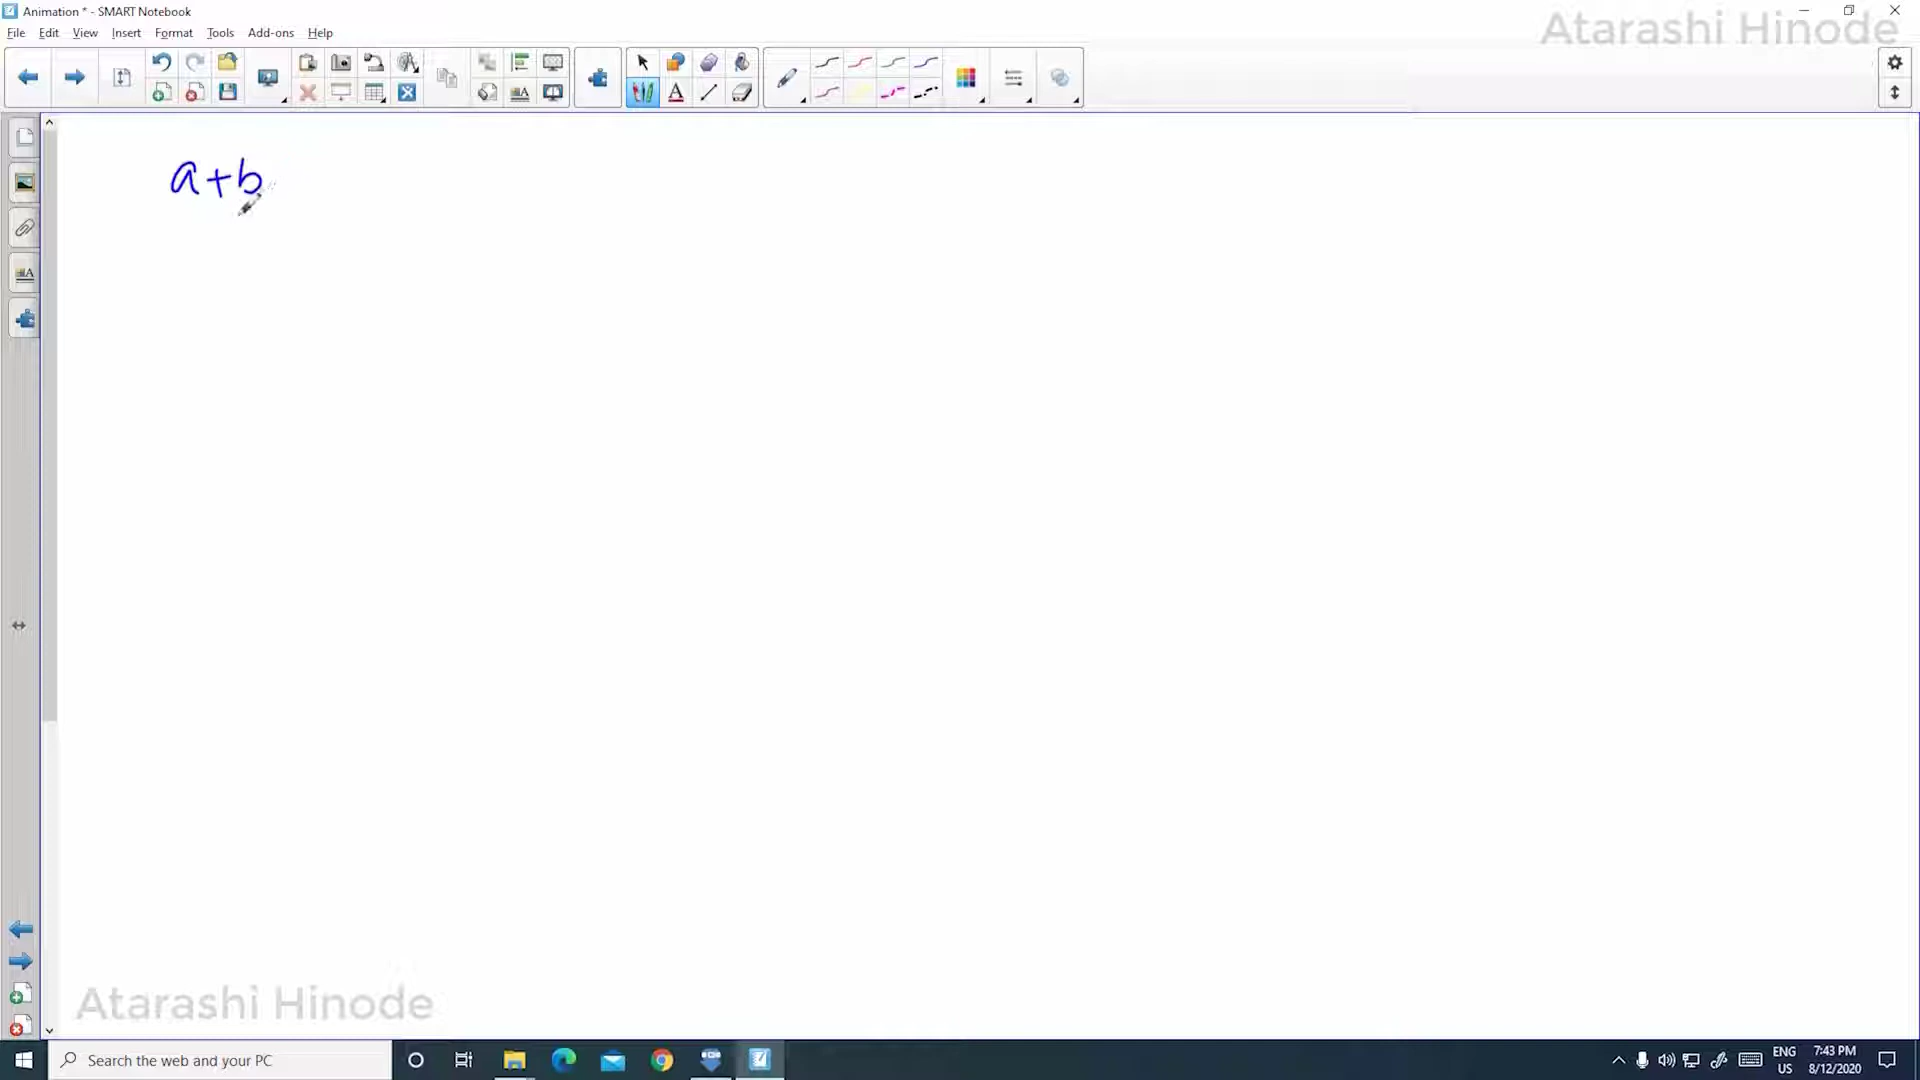 Animation * - SMART Notebook
Atarashi Hinode
File Edit View Insert Format Tools Add-ons Help
a+b
Atarashi Hinode
Search the web and your PC
ENG
US
7:43 PM
8/12/2020